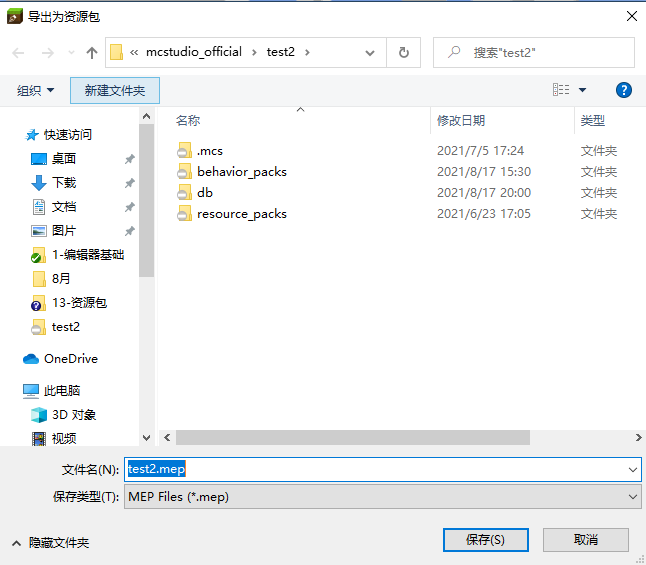 导出为资源包
« mcstudio_official › test2 ›
搜索"test2"
组织
新建文件夹
快速访问
桌面
下载
文档
图片
1-编辑器基础
8月
13-资源包
test2
OneDrive
此电脑
3D 对象
视频
名称 修改日期 类型
.mcs 2021/7/5 17:24 文件夹
behavior_packs 2021/8/17 15:30 文件夹
db 2021/8/17 20:00 文件夹
resource_packs 2021/6/23 17:05 文件夹
文件名(N): test2.mep
保存类型(T): MEP Files (*.mep)
隐藏文件夹
保存(S)
取消